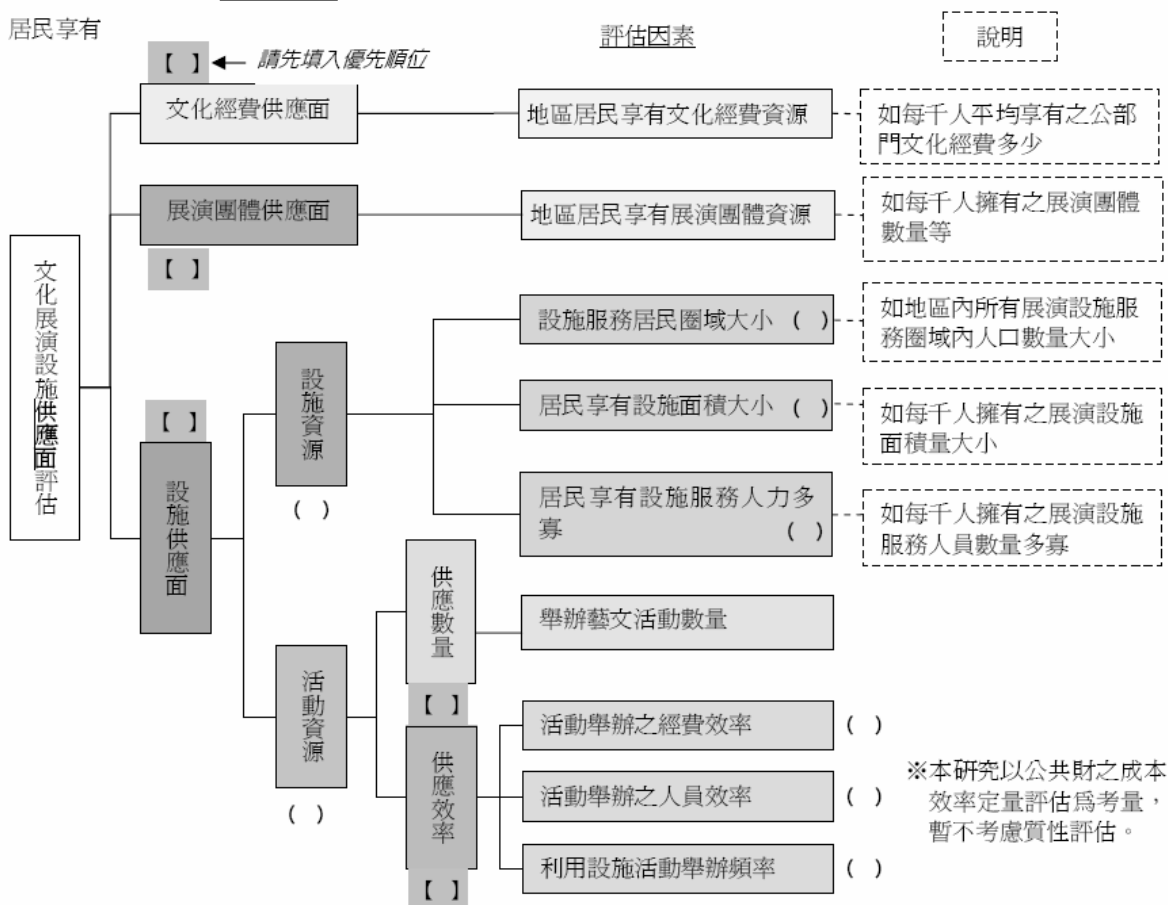 居民享有
評估因素
說明
【 】
請先填入優先順位
文化經費供應面
地區居民享有文化經費資源
如每千人平均享有之公部
門文化經費多少
展演團體供應面
地區居民享有展演團體資源
如每千人擁有之展演團體
數量等
【 】
文化展演設施供應面評估
設施資源
( )
設施服務居民圈域大小 ( )
如地區內所有展演設施服
務圈域內人口數量大小
居民享有設施面積大小 ( )
如每千人擁有之展演設施
面積量大小
【 】
設施供應面
居民享有設施服務人力多
寡 ( )
如每千人擁有之展演設施
服務人員數量多寡
供應數量
【 】
舉辦藝文活動數量
活動資源
( )
供應效率
【 】
活動舉辦之經費效率 ( )
活動舉辦之人員效率 ( )
利用設施活動舉辦頻率 ( )
※本研究以公共財之成本
效率定量評估爲考量，
暫不考慮質性評估。